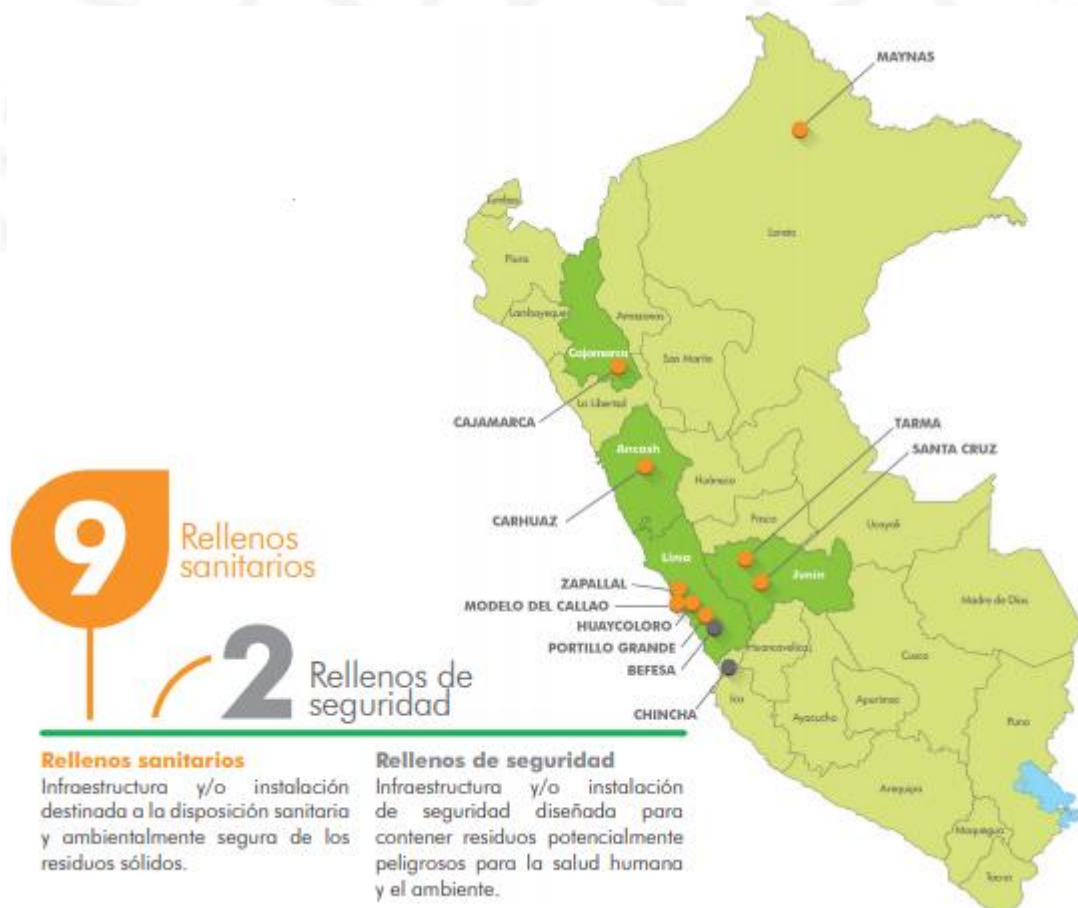 MAYNAS
Tumbes
Piura
Loreto
Lambayeque
Amazonas
Cajamarca
San Martín
La Libertad
CAJAMARCA
TARMA
SANTA CRUZ
Ancash
Huánuco
CARHUAZ
Pasco
Ucayali
Lima
Junín
ZAPALLAL
MODELO DEL CALLAO
HUAYCOLORO
PORTILLO GRANDE
BEFESA
CHINCHA
Madre de Dios
Huancavelica
Cusco
Ica
Ayacucho
Apurímac
Puno
Arequipa
Moquegua
Tacna
9
Rellenos
sanitarios
2
Rellenos de
seguridad
Rellenos sanitarios
Infraestructura y/o instalación
destinada a la disposición sanitaria
y ambientalmente segura de los
residuos sólidos.
Rellenos de seguridad
Infraestructura y/o instalación
de seguridad diseñada para
contener residuos potencialmente
peligrosos para la salud humana
y el ambiente.